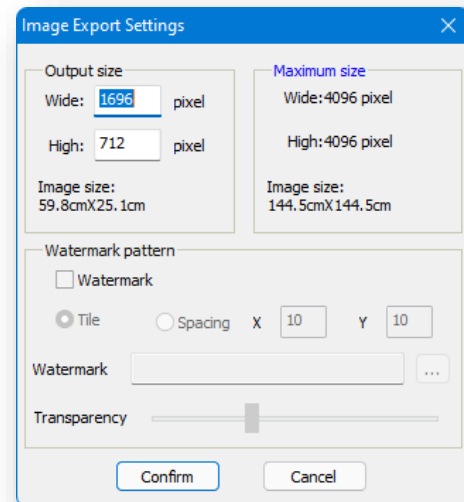 Image Export Settings
Output size
Wide: 1696 pixel
High: 712 pixel
Image size:
59.8cmX25.1cm
Maximum size
Wide:4096 pixel
High:4096 pixel
Image size:
144.5cmX144.5cm
Watermark pattern
Watermark
Tile Spacing X 10 Y 10
Watermark ...
Transparency
Confirm Cancel